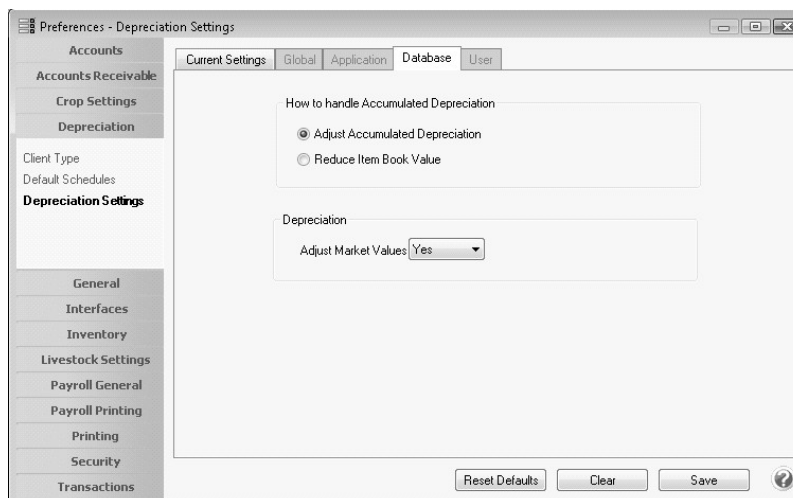 Preferences - Depreciation Settings
Accounts
Accounts Receivable
Crop Settings
Depreciation
Client Type
Default Schedules
Depreciation Settings
General
Interfaces
Inventory
Livestock Settings
Payroll General
Payroll Printing
Printing
Security
Transactions
Current Settings Global Application Database User
How to handle Accumulated Depreciation
Adjust Accumulated Depreciation
Reduce Item Book Value
Depreciation
Adjust Market Values Yes
Reset Defaults Clear Save ?